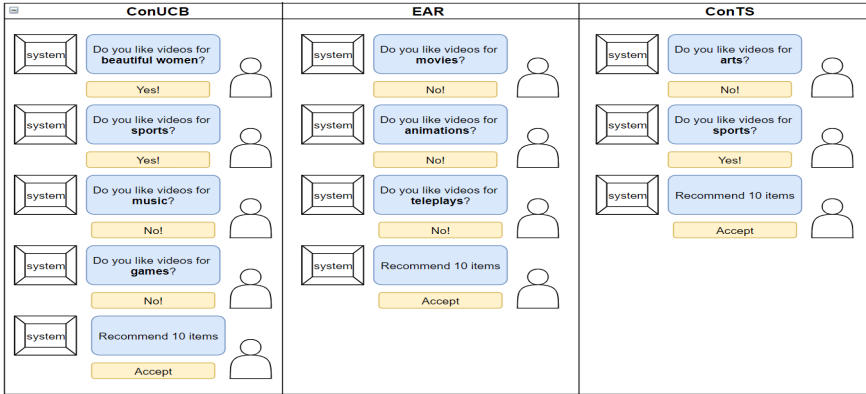 ConUCB
system
Do you like videos for
beautiful women?
Yes!
system
Do you like videos for
sports?
Yes!
system
Do you like videos for
music?
No!
system
Do you like videos for
games?
No!
system
Recommend 10 items
Accept
EAR
system
Do you like videos for
movies?
No!
system
Do you like videos for
animations?
No!
system
Do you like videos for
teleplays?
No!
system
Recommend 10 items
Accept
ConTS
system
Do you like videos for
arts?
No!
system
Do you like videos for
sports?
Yes!
system
Recommend 10 items
Accept